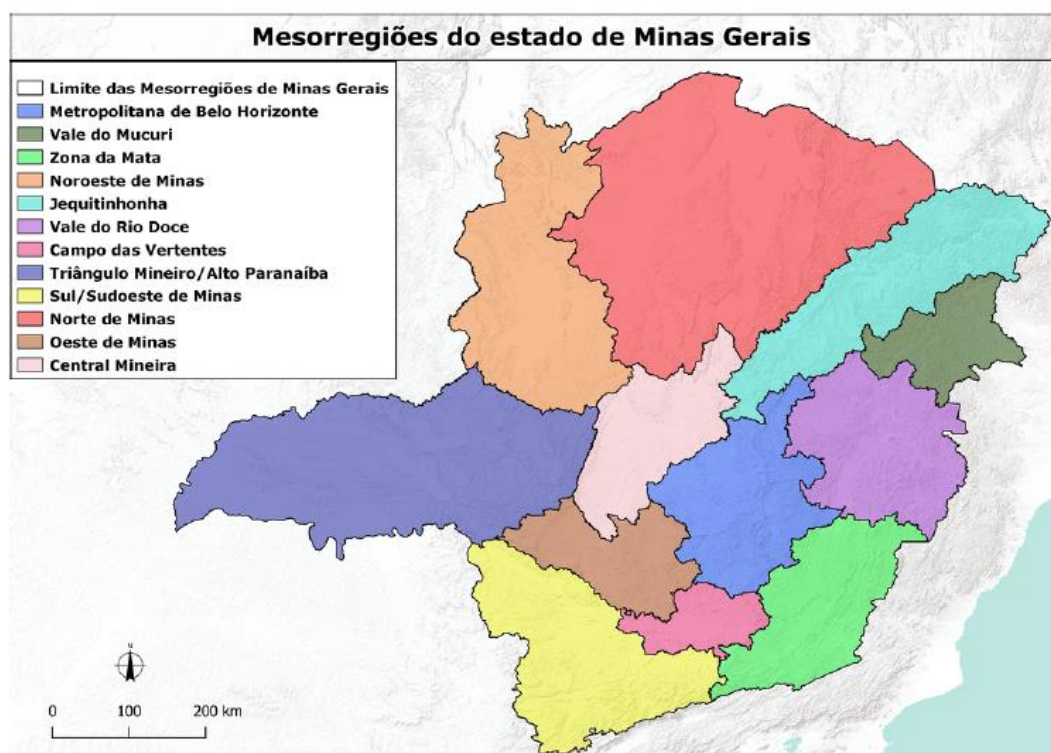 Mesorregiões do estado de Minas Gerais
Limite das Mesorregiões de Minas Gerais
Metropolitana de Belo Horizonte
Vale do Mucuri
Zona da Mata
Noroeste de Minas
Jequitinhonha
Vale do Rio Doce
Campo das Vertentes
Triângulo Mineiro/Alto Paranaíba
Sul/Sudoeste de Minas
Norte de Minas
Oeste de Minas
Central Mineira
N
0 100 200 km